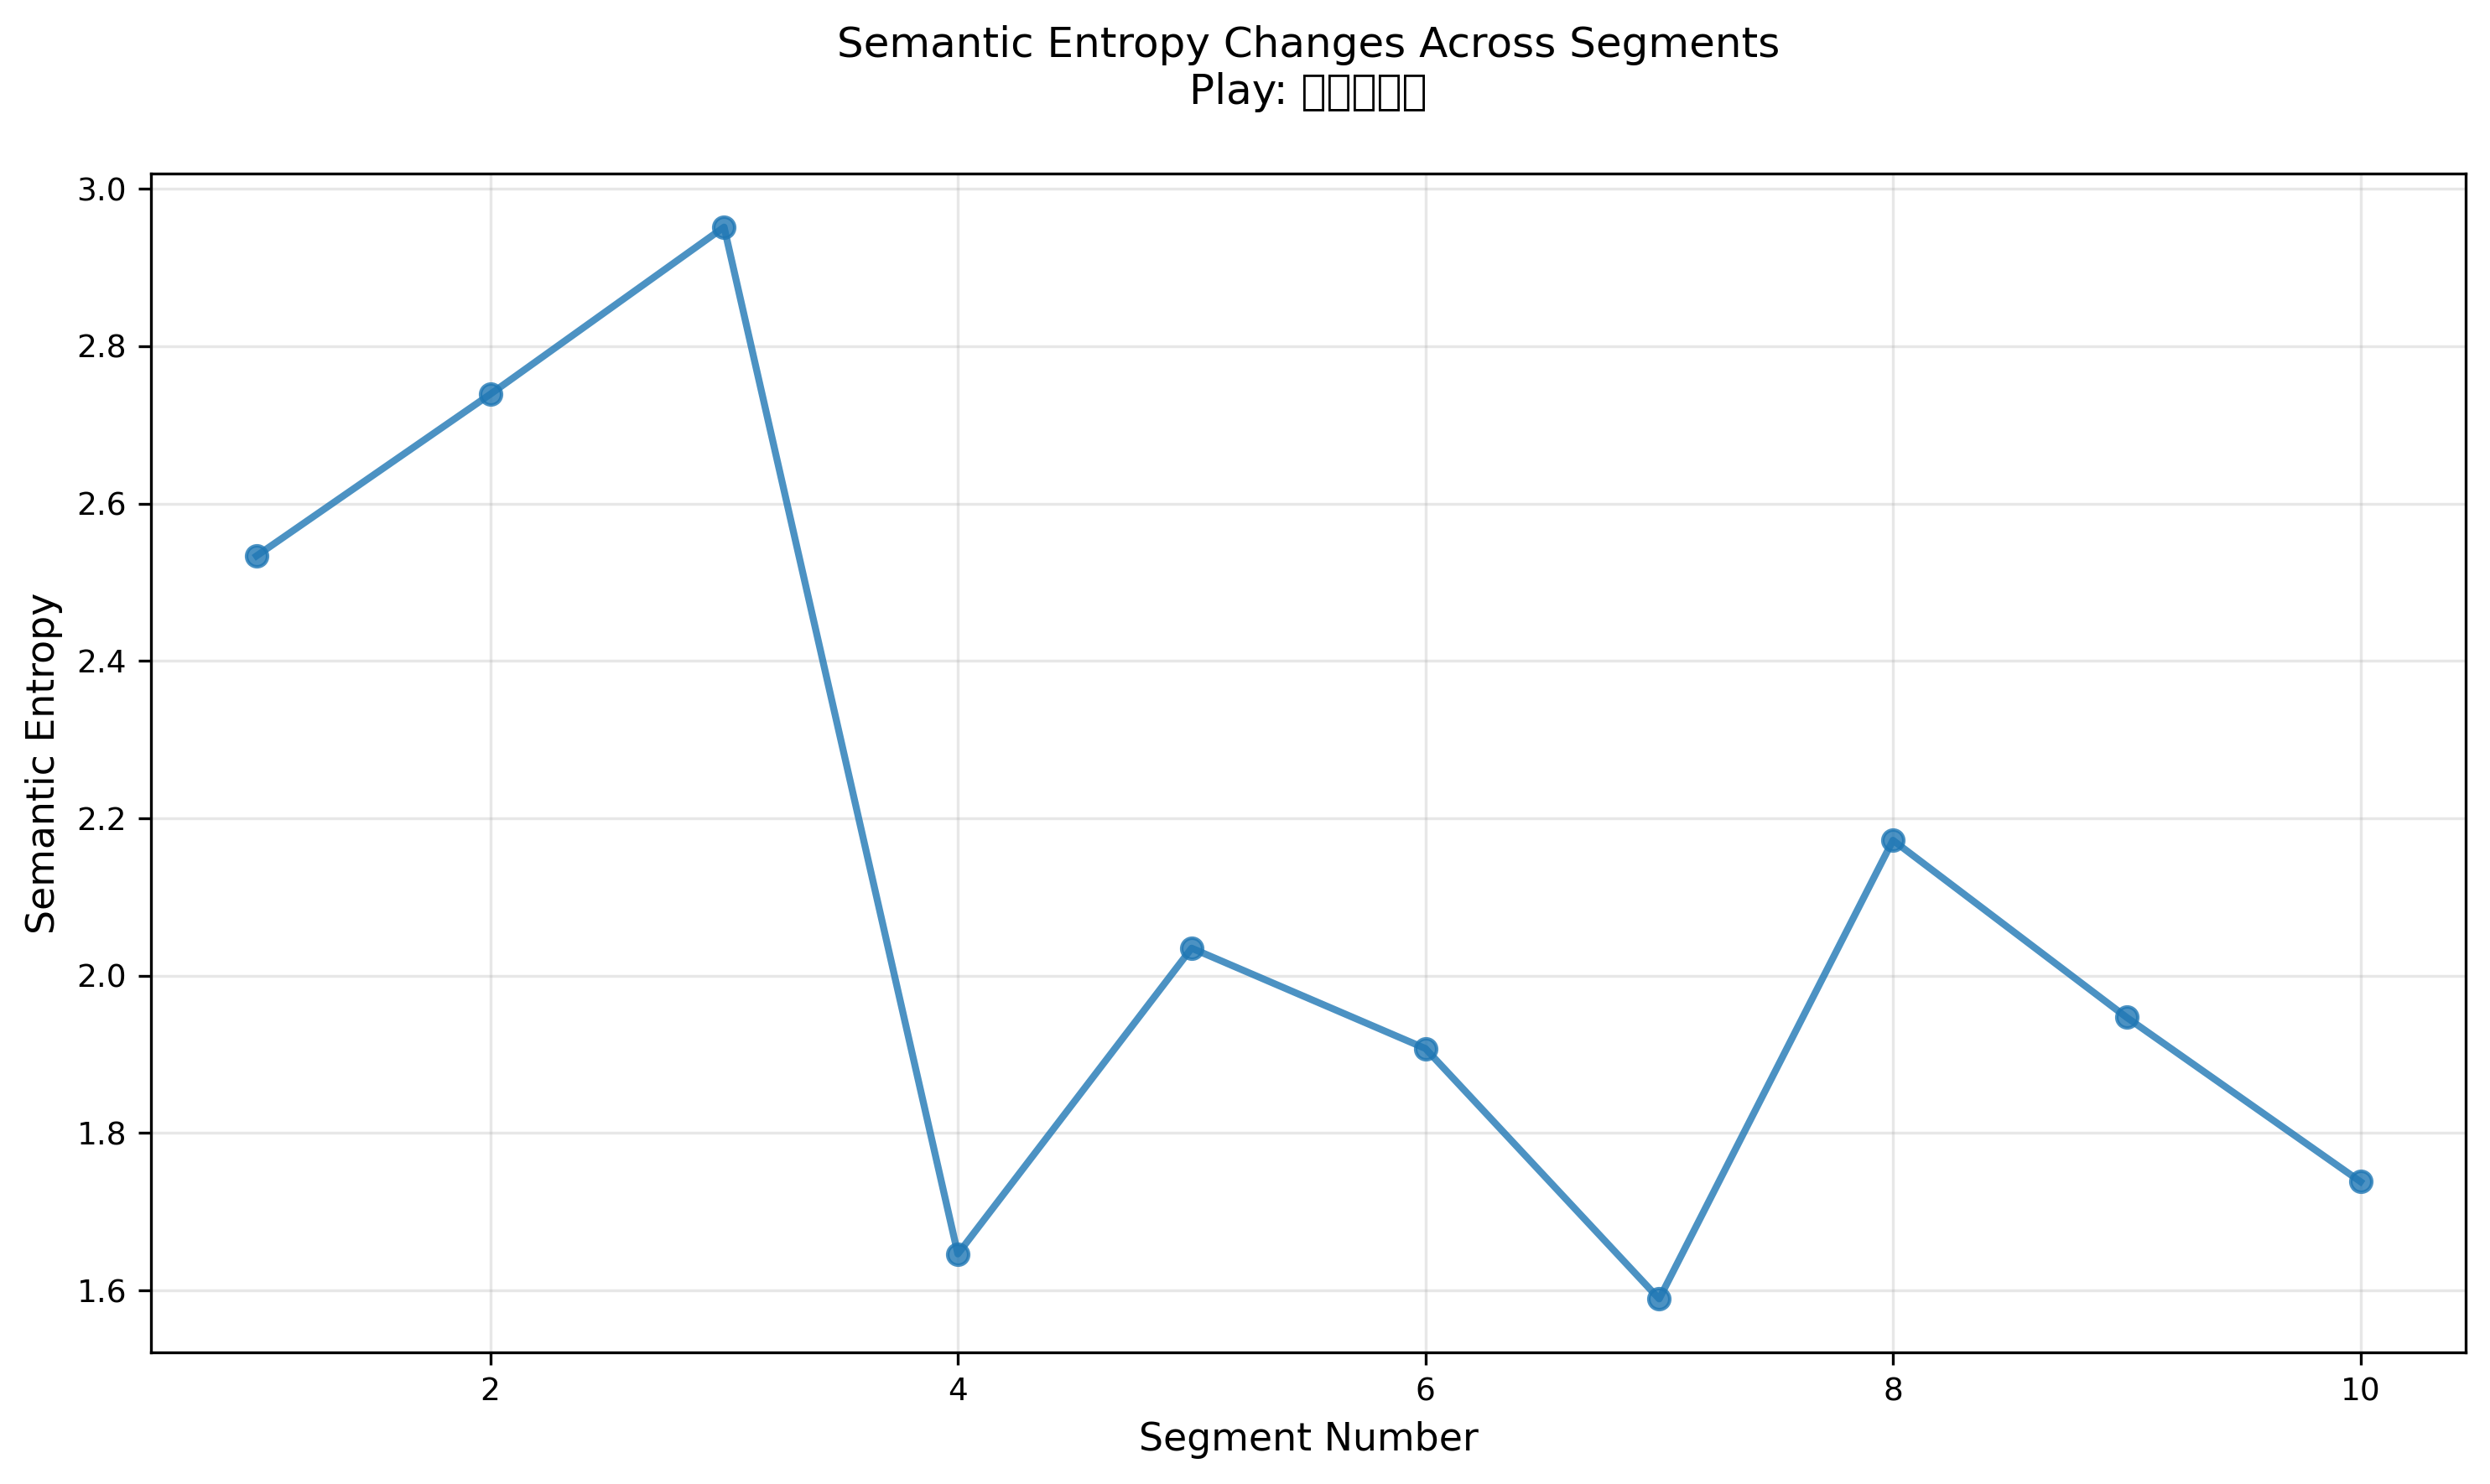 Semantic Entropy Changes Across Segments
Play: □□□□□
3.0
2.8
2.6
2.4
2.2
2.0
1.8
1.6
Semantic Entropy
2 4 6 8 10
Segment Number